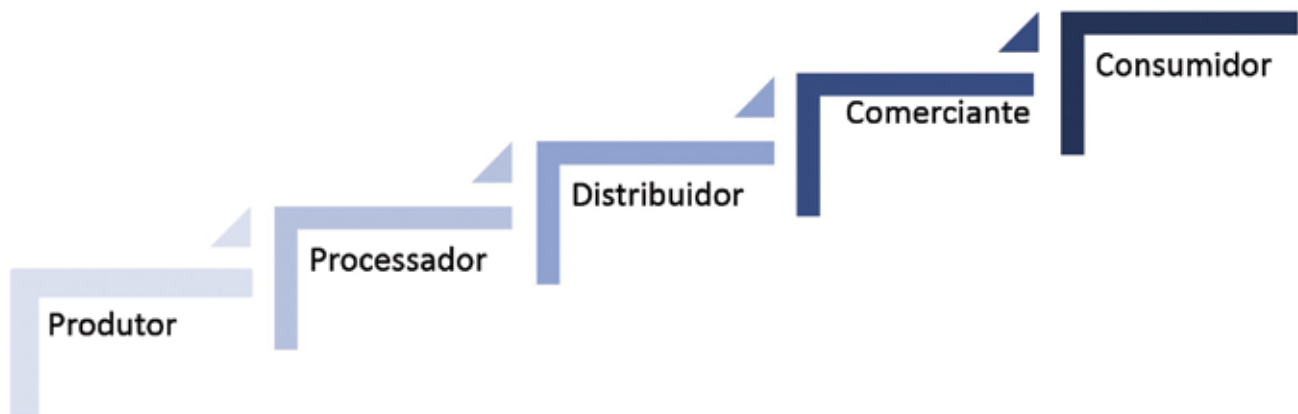 Produtor
Processador
Distribuidor
Comerciante
Consumidor